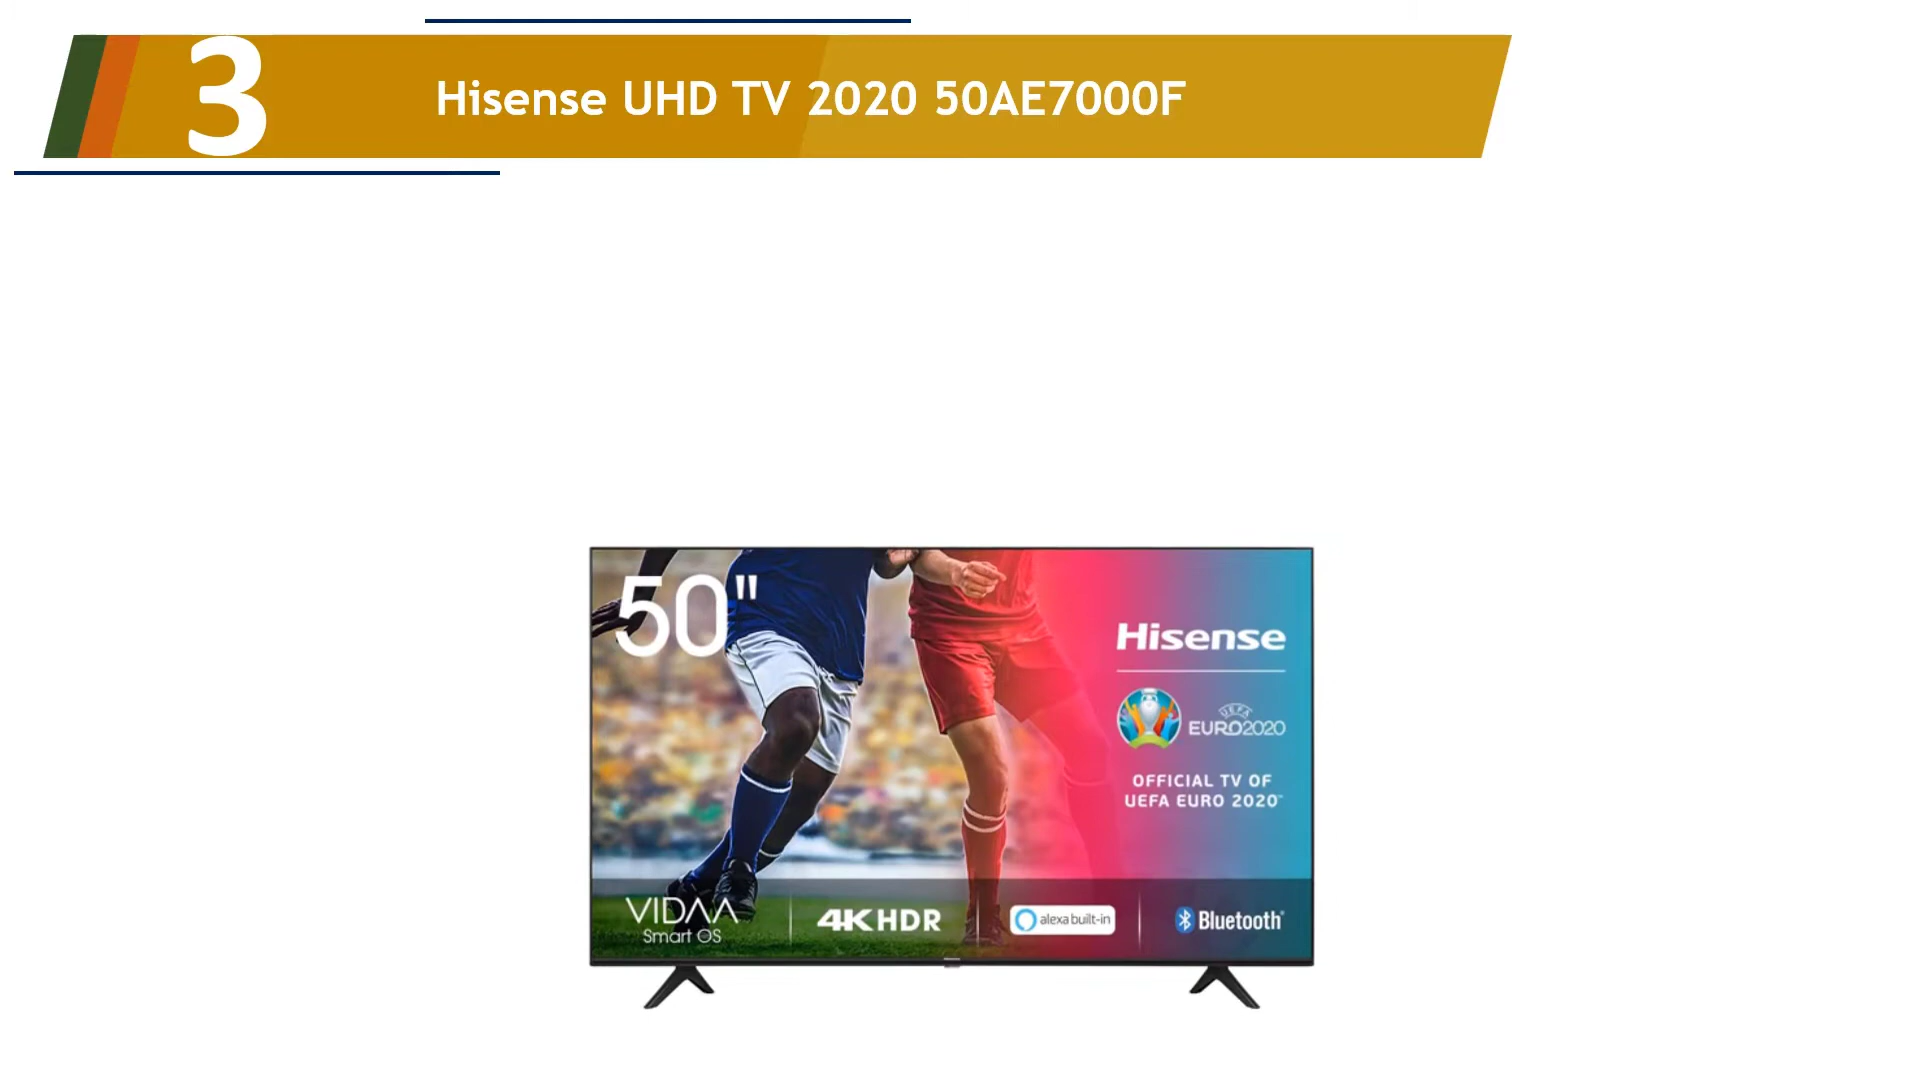 3
Hisense UHD TV 2020 50AE7000F
50"
Hisense
UEFA
EURO2020
OFFICIAL TV OF
UEFA EURO 2020™
VIDAA
Smart OS
4K HDR
alexa built-in
Bluetooth®